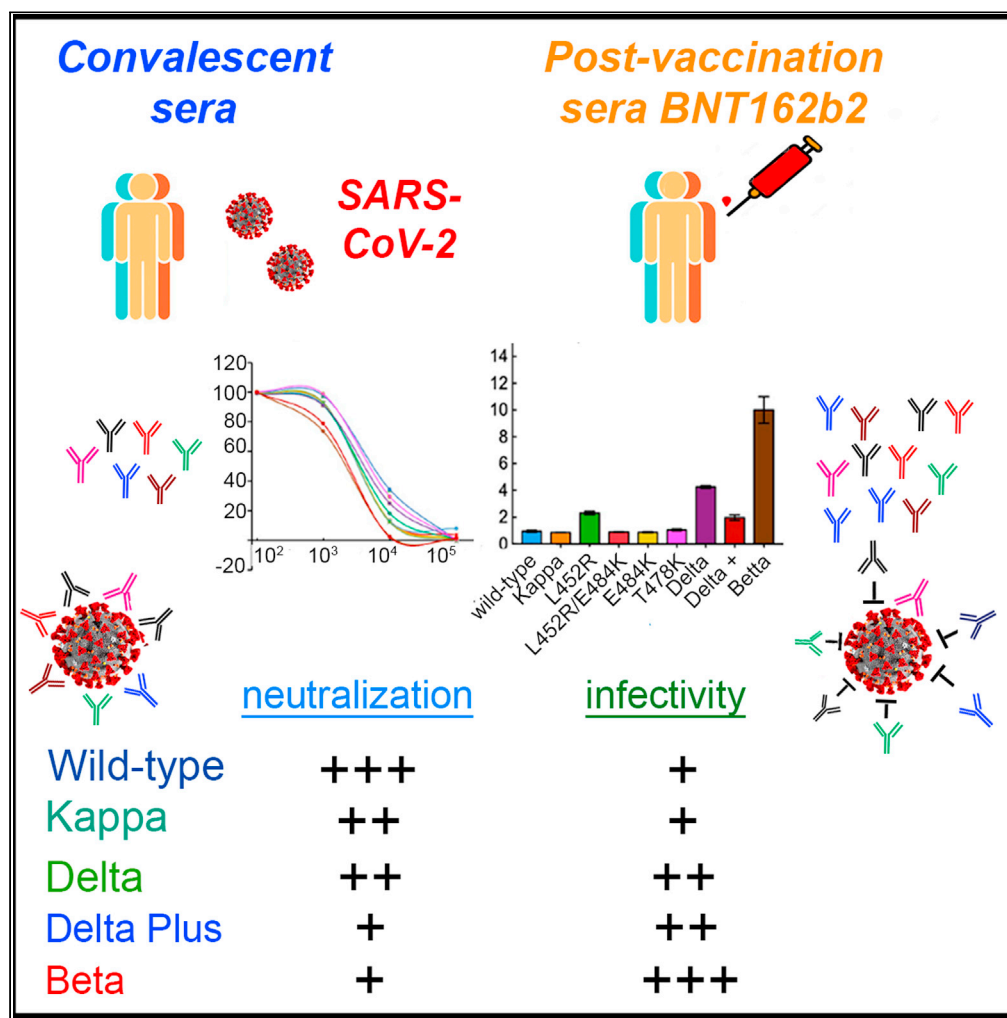 Convalescent
sera
Post-vaccination
sera BNT162b2
SARS-
CoV-2
120
100
80
60
40
20
0
-20
10²
10³
10⁴
10⁵
14
12
10
8
6
4
2
0
wild-type
Kappa
L452R
L452R/E484K
E484K
T478K
Delta
Delta +
Betta
neutralization infectivity
Wild-type +++ +
Kappa ++ +
Delta ++ ++
Delta Plus + ++
Beta + +++